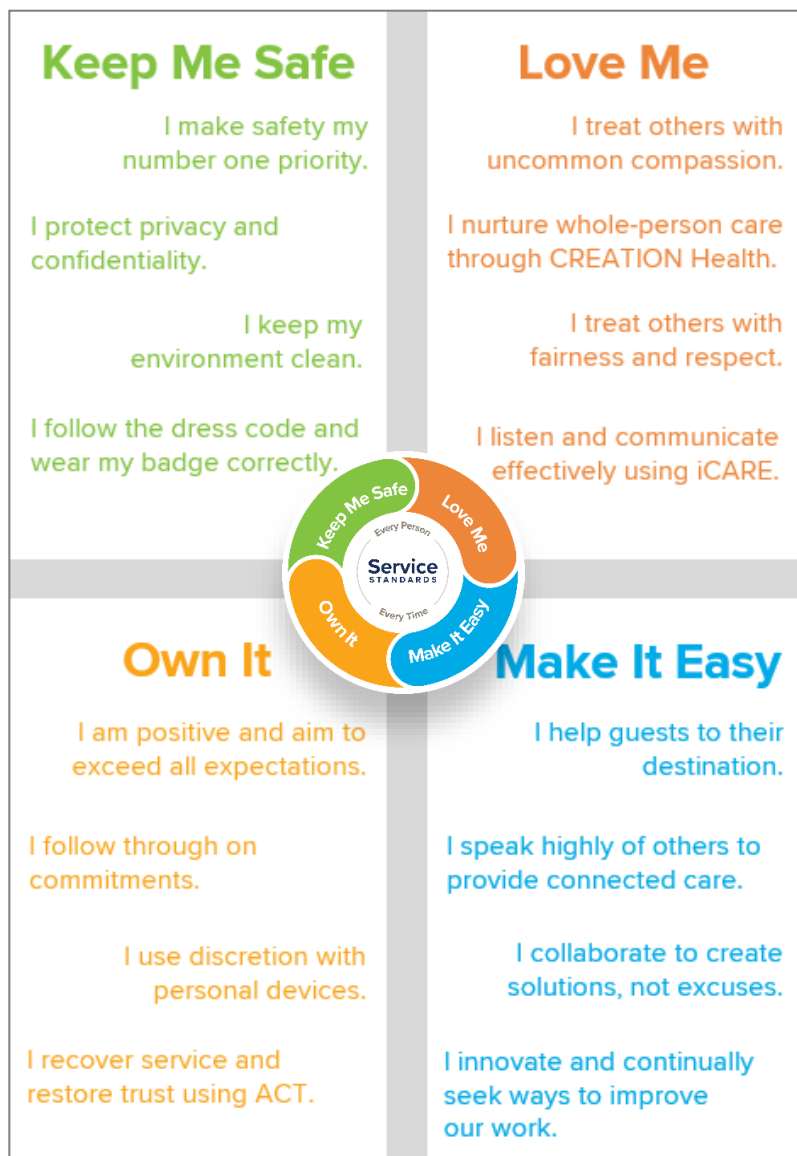 Keep Me Safe
I make safety my
number one priority.
I protect privacy and
confidentiality.
I keep my
environment clean.
I follow the dress code and
wear my badge correctly.
Love Me
I treat others with
uncommon compassion.
I nurture whole-person care
through CREATION Health.
I treat others with
fairness and respect.
I listen and communicate
effectively using iCARE.
Keep Me Safe
Love Me
Every Person
Service
STANDARDS
Every Time
Own It
Make It Easy
Own It
I am positive and aim to
exceed all expectations.
I follow through on
commitments.
I use discretion with
personal devices.
I recover service and
restore trust using ACT.
Make It Easy
I help guests to their
destination.
I speak highly of others to
provide connected care.
I collaborate to create
solutions, not excuses.
I innovate and continually
seek ways to improve
our work.